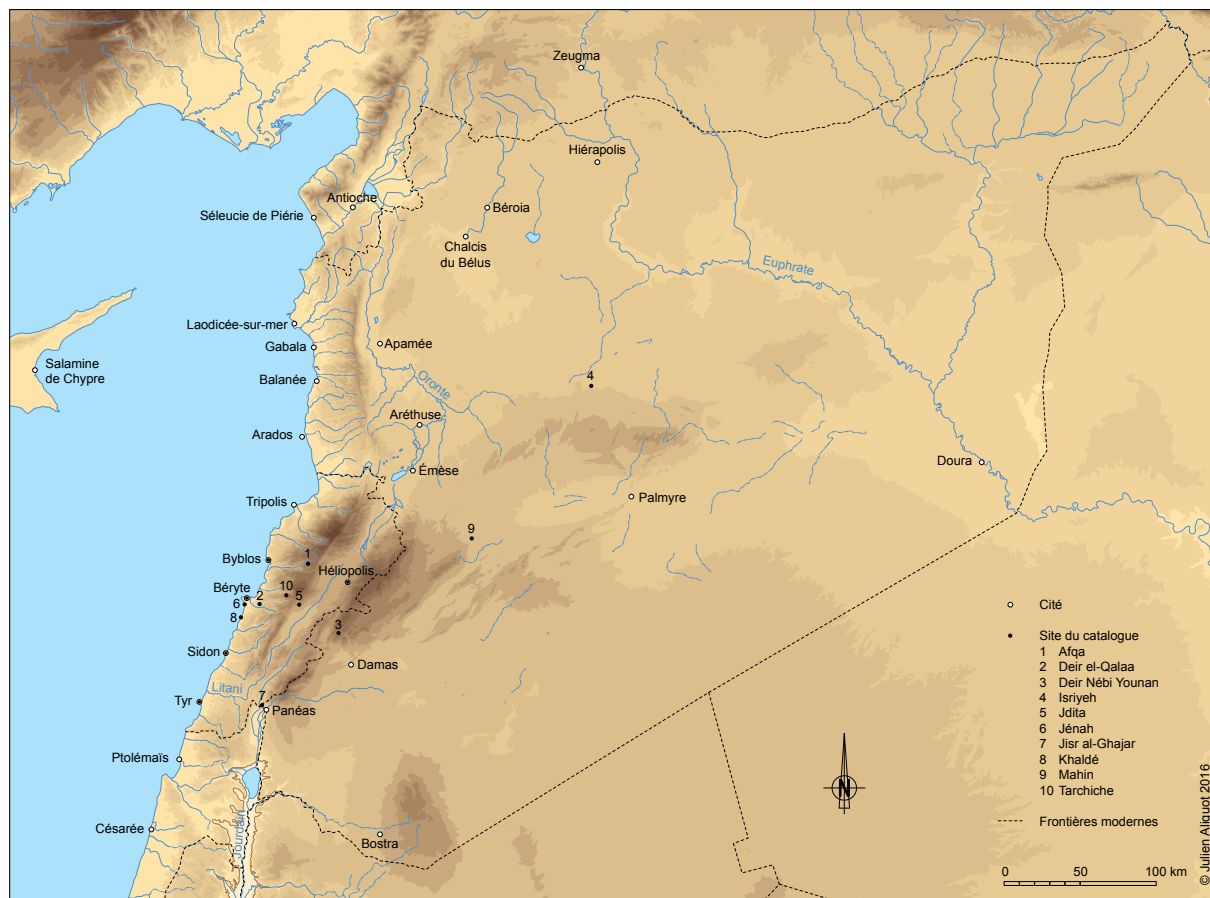 Zeugma
Hiérapolis
Antioche
Béroia
Séleucie de Piérie
Chalcis
du Bélus
Euphrate
Laodicée-sur-mer
Gabala
Apamée
Salamine
de Chypre
Balanée
Oronte
4
Aréthuse
Arados
Émèse
Doura
Tripolis
Palmyre
9
Byblos
1
Héliopolis
Béryte
10
6
2
5
8
3
Sidon
Damas
Litani
Tyr
7
Panéas
Ptolémaïs
Césarée
Jourdain
Bostra
N
Cité
Site du catalogue
1 Afqa
2 Deir el-Qalaa
3 Deir Nébi Younan
4 Isriyeh
5 Jdita
6 Jénah
7 Jisr al-Ghajar
8 Khaldé
9 Mahin
10 Tarchiche
Frontières modernes
0 50 100 km
© Julien Aliquot 2016